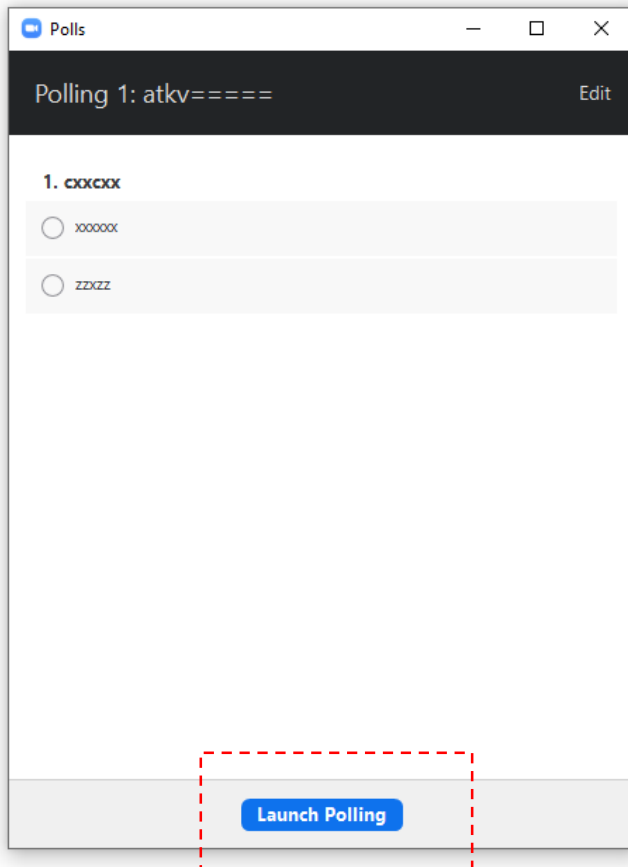 Polls
Polling 1: atkv=====
Edit
1. cxxcxx
xxxxxx
zzxzz
Launch Polling